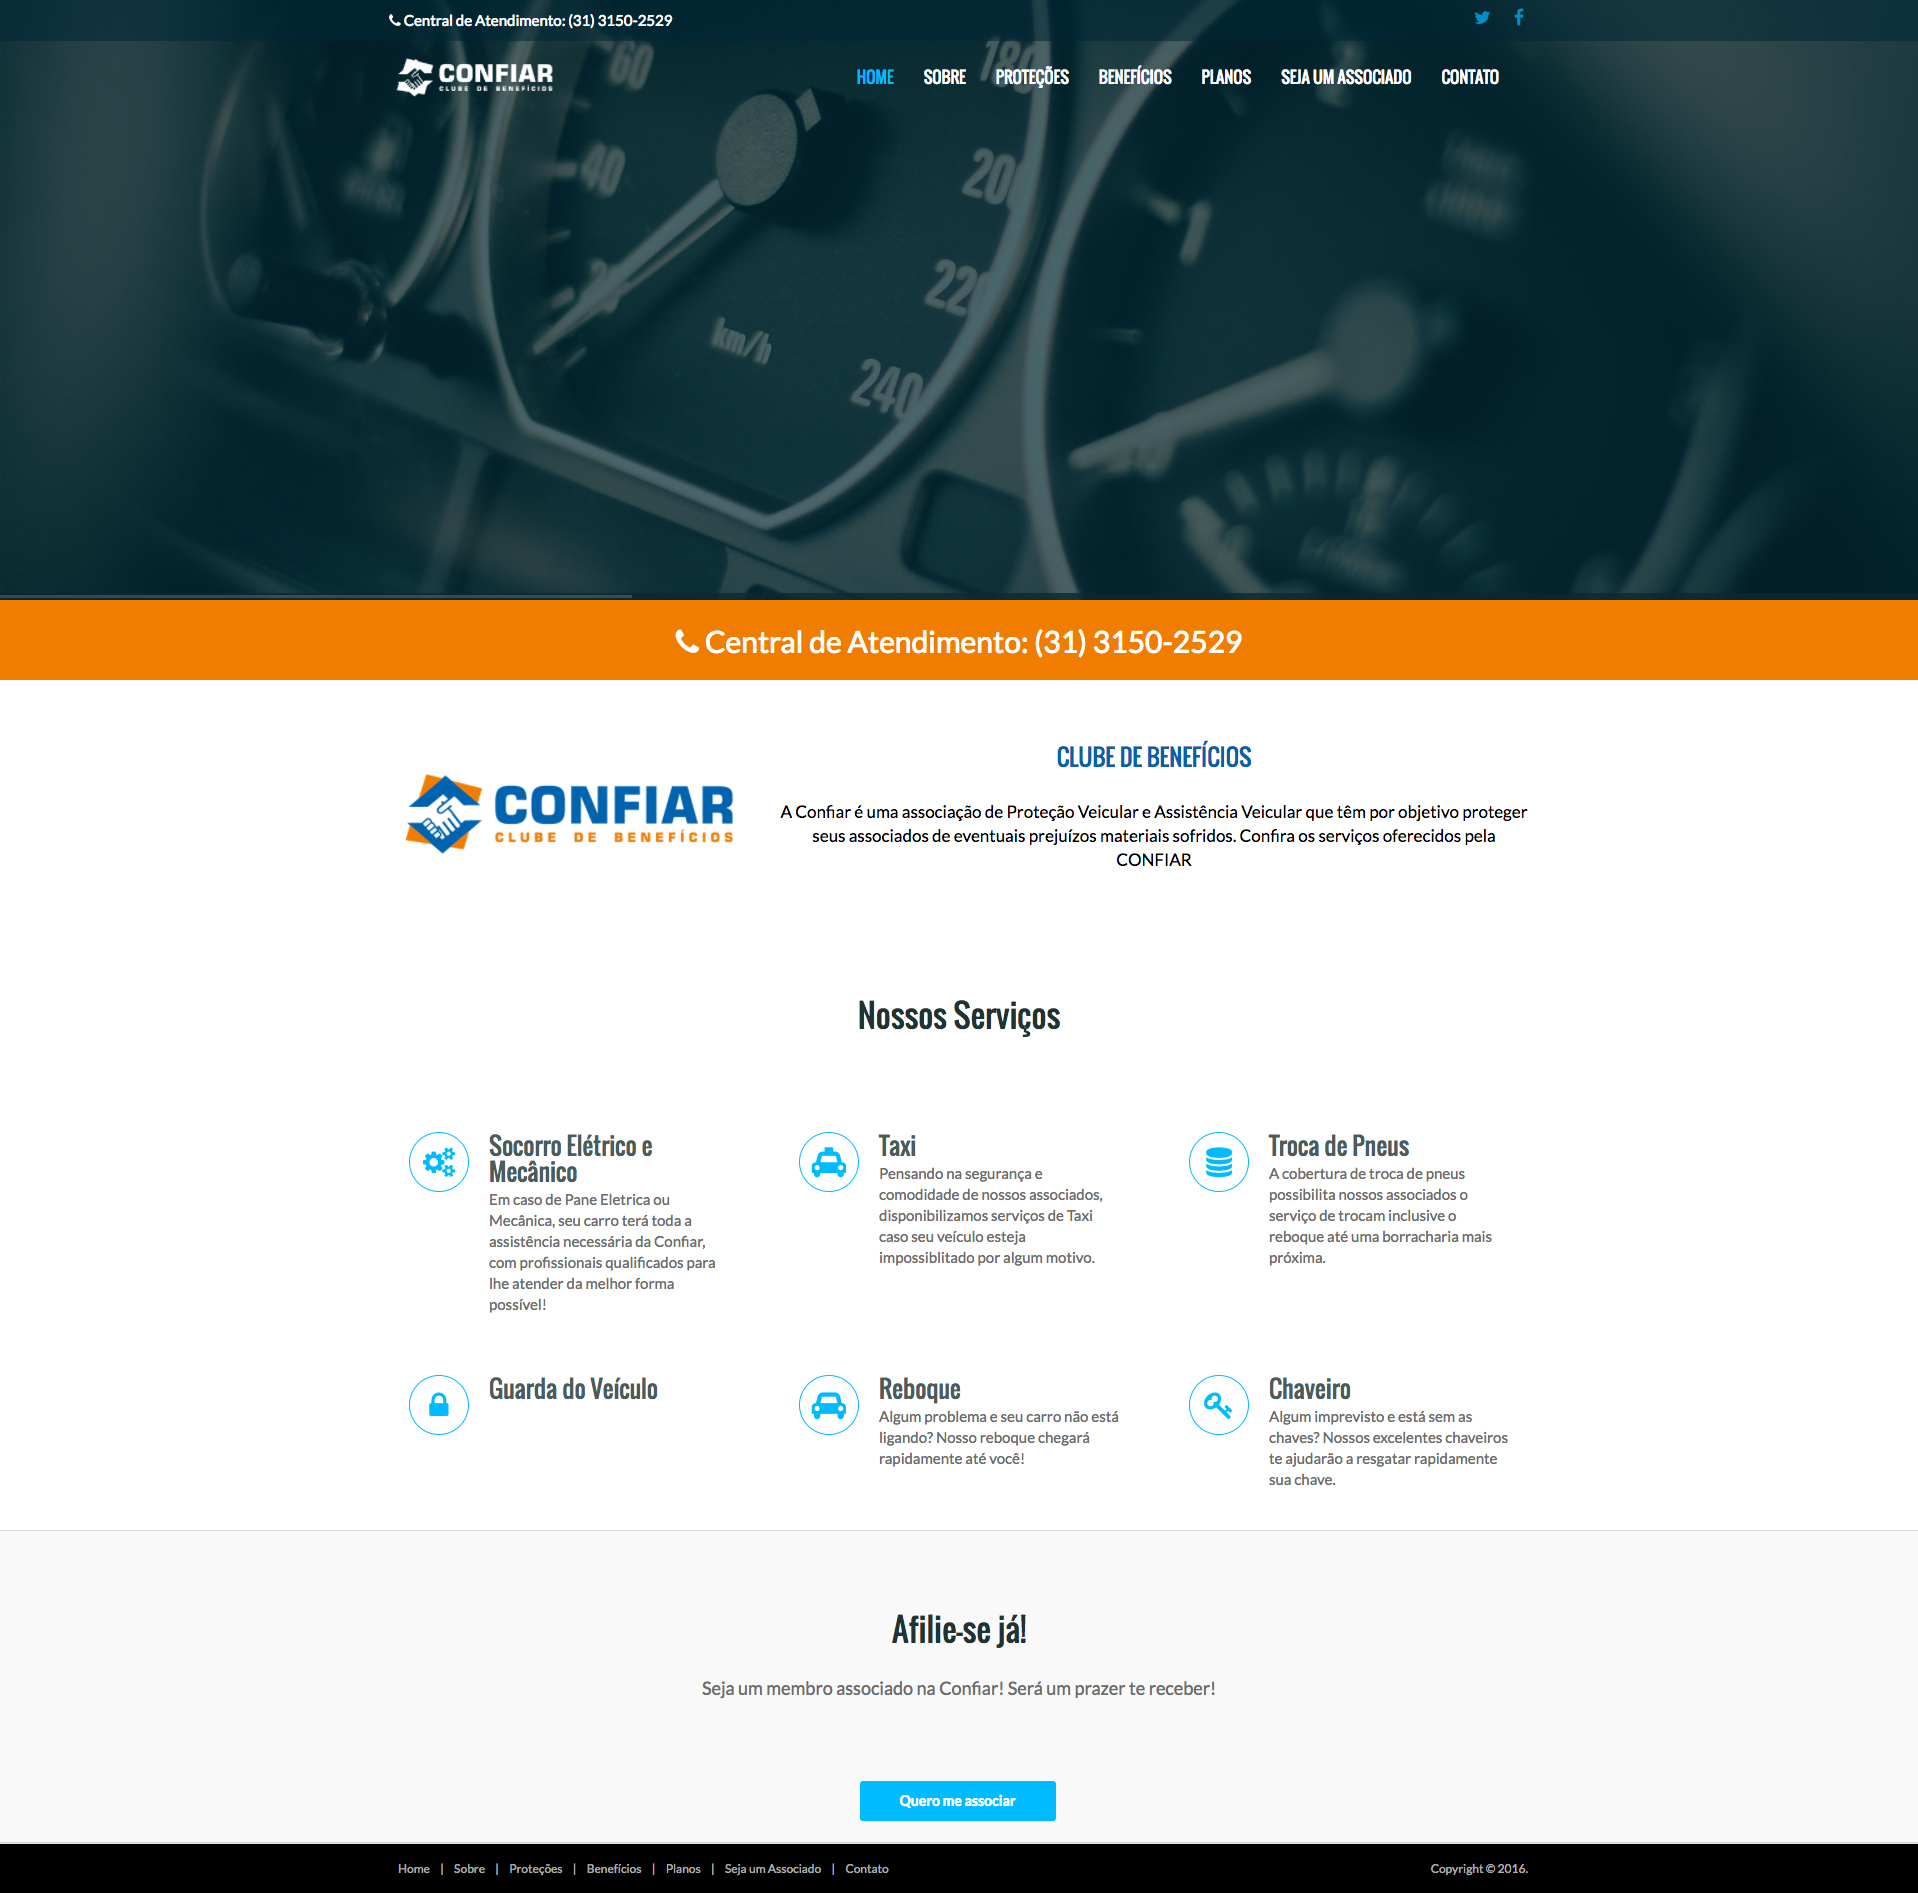 Central de Atendimento: (31) 3150-2529
CONFIAR
CLUBE DE BENEFÍCIOS
HOME SOBRE PROTEÇÕES BENEFÍCIOS PLANOS SEJA UM ASSOCIADO CONTATO
60
180
40
200
20
220
km/h
240
1
Central de Atendimento: (31) 3150-2529
CONFIAR
CLUBE DE BENEFÍCIOS
CLUBE DE BENEFÍCIOS
A Confiar é uma associação de Proteção Veicular e Assistência Veicular que têm por objetivo proteger
seus associados de eventuais prejuízos materiais sofridos. Confira os serviços oferecidos pela
CONFIAR
Nossos Serviços
Socorro Elétrico e
Mecânico
Em caso de Pane Eletrica ou
Mecânica, seu carro terá toda a
assistência necessária da Confiar,
com profissionais qualificados para
lhe atender da melhor forma
possível!
Taxi
Pensando na segurança e
comodidade de nossos associados,
disponibilizamos serviços de Taxi
caso seu veículo esteja
impossiblitado por algum motivo.
Troca de Pneus
A cobertura de troca de pneus
possibilita nossos associados o
serviço de trocam inclusive o
reboque até uma borracharia mais
próxima.
Guarda do Veículo
Reboque
Algum problema e seu carro não está
ligando? Nosso reboque chegará
rapidamente até você!
Chaveiro
Algum imprevisto e está sem as
chaves? Nossos excelentes chaveiros
te ajudarão a resgatar rapidamente
sua chave.
Afilie-se já!
Seja um membro associado na Confiar! Será um prazer te receber!
Quero me associar
Home | Sobre | Proteções | Benefícios | Planos | Seja um Associado | Contato
Copyright © 2016.